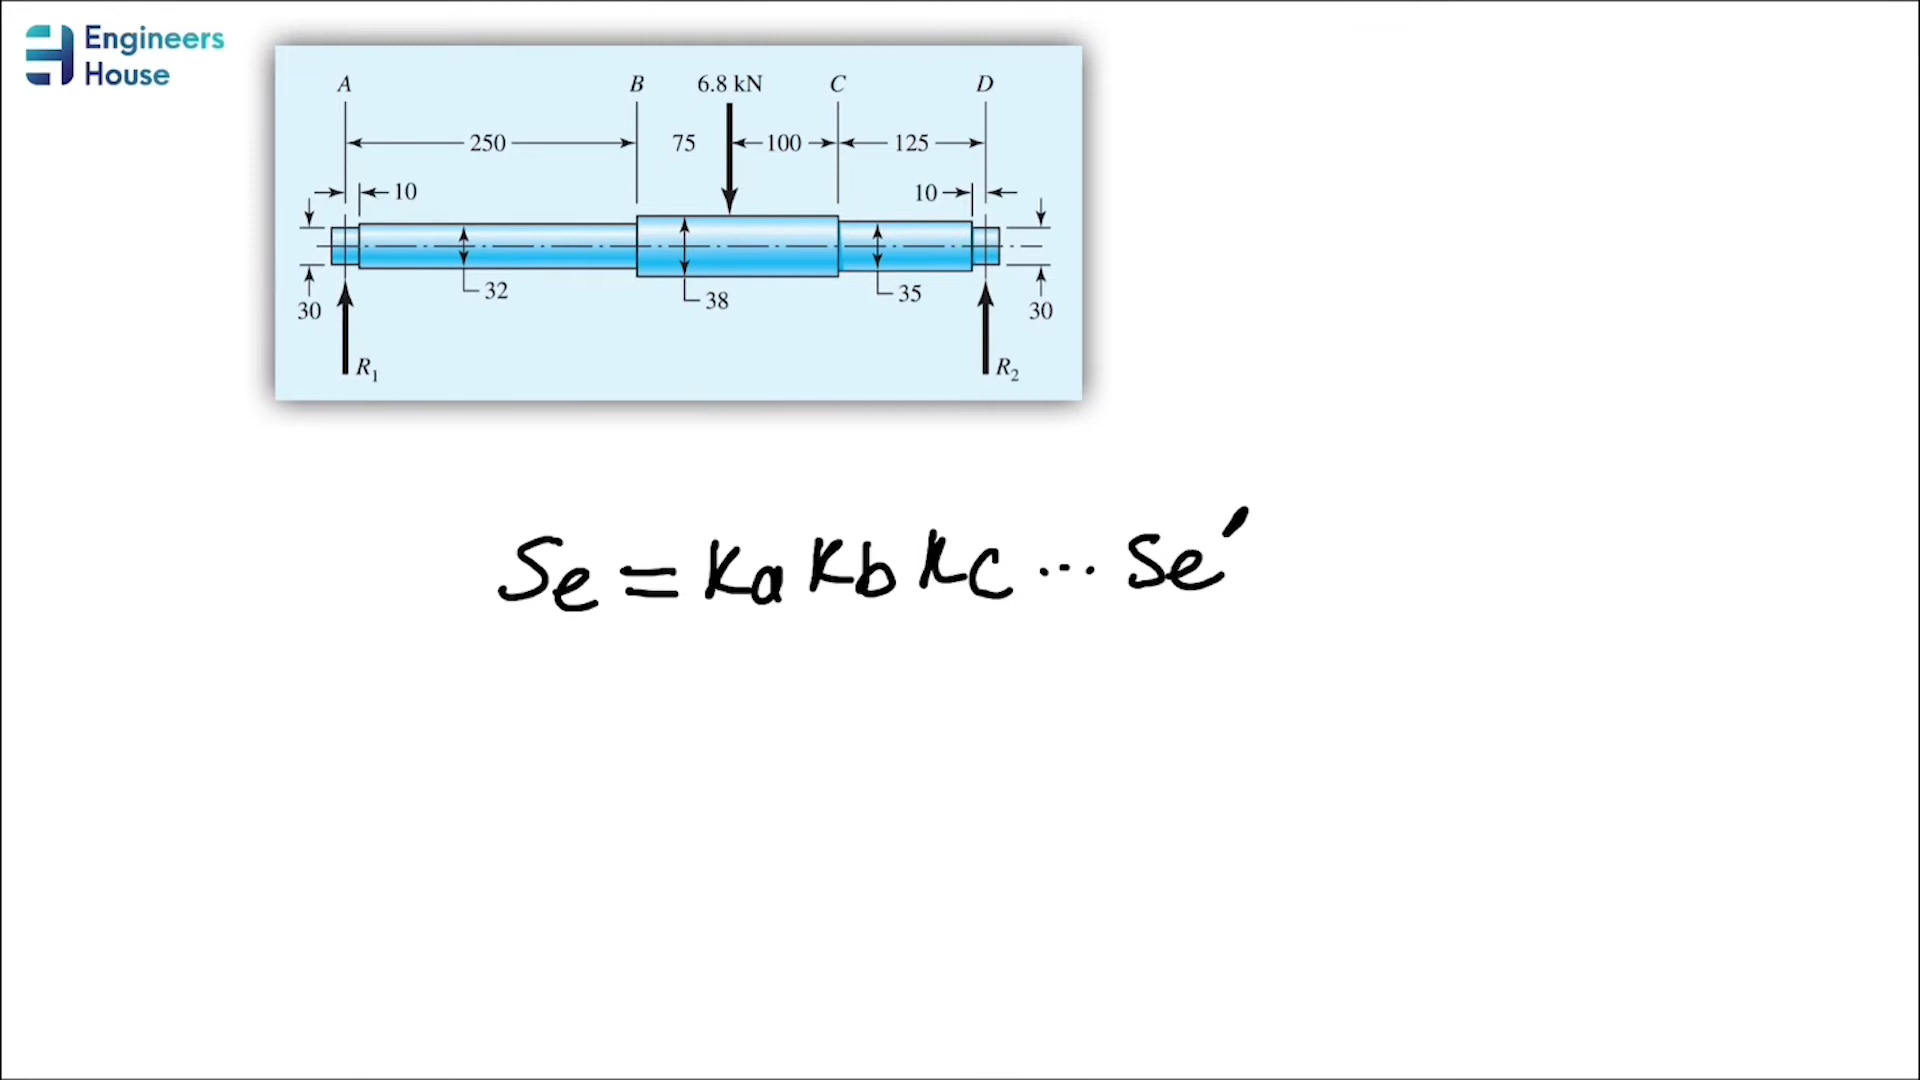 Engineers
House
A B 6.8 kN C D
250 75 100 125
10 10
32 38 35
30 30
R1 R2
Se = Ka Kb Kc ... Se'